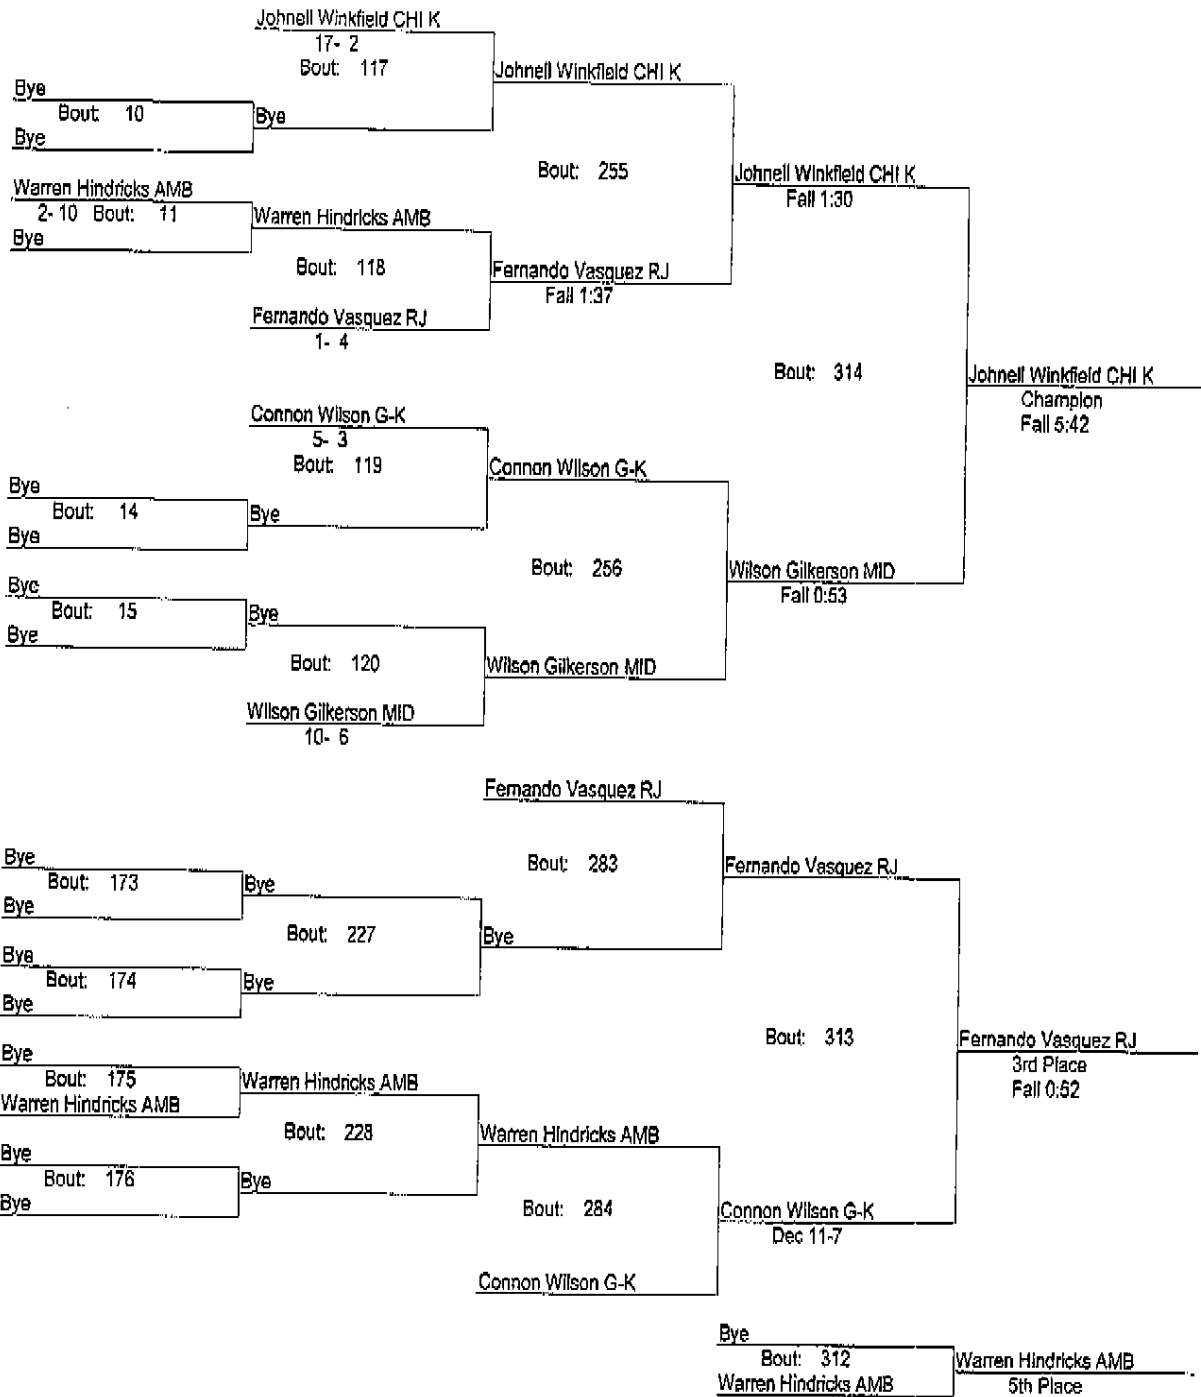 Johnell Winkfield CHI K
17- 2
Bout: 117
Johnell Winkfield CHI K
Bye
Bout: 10
Bye
Bye
Bout: 255
Johnell Winkfield CHI K
Fall 1:30
Warren Hindricks AMB
2- 10 Bout: 11
Warren Hindricks AMB
Bye
Bout: 118
Fernando Vasquez RJ
Fall 1:37
Fernando Vasquez RJ
1- 4
Bout: 314
Johnell Winkfield CHI K
Champion
Fall 5:42
Connon Wilson G-K
5- 3
Bout: 119
Connon Wilson G-K
Bye
Bout: 14
Bye
Bye
Bout: 256
Wilson Gilkerson MID
Fall 0:53
Bye
Bout: 15
Bye
Bye
Bout: 120
Wilson Gilkerson MID
Wilson Gilkerson MID
10- 6
Fernando Vasquez RJ
Bout: 283
Fernando Vasquez RJ
Bye
Bout: 173
Bye
Bye
Bout: 227
Bye
Bye
Bout: 174
Bye
Bye
Bout: 313
Fernando Vasquez RJ
3rd Place
Fall 0:52
Bye
Bout: 175
Warren Hindricks AMB
Warren Hindricks AMB
Bout: 228
Warren Hindricks AMB
Bye
Bout: 176
Bye
Bye
Bout: 284
Connon Wilson G-K
Dec 11-7
Connon Wilson G-K
Bye
Bout: 312
Warren Hindricks AMB
Warren Hindricks AMB
5th Place